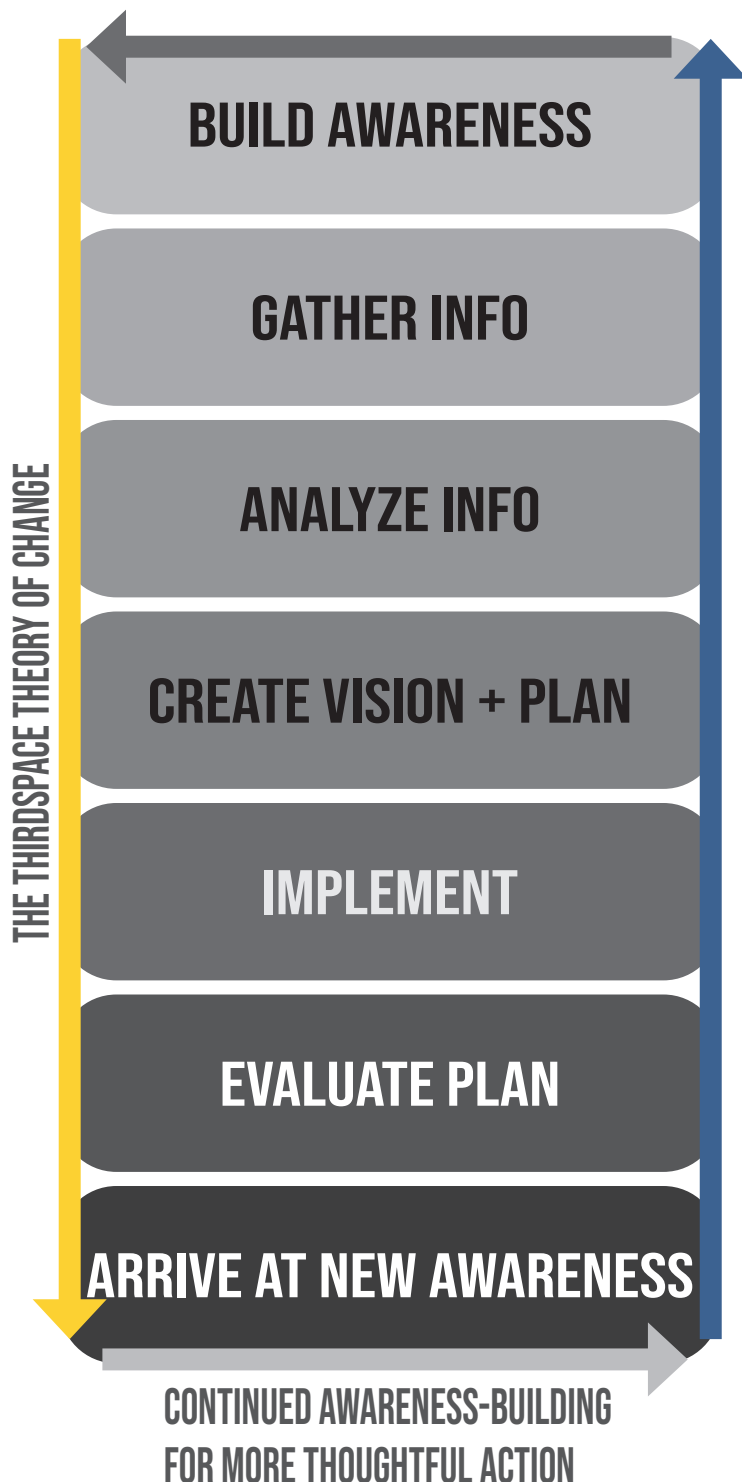 BUILD AWARENESS
GATHER INFO
ANALYZE INFO
CREATE VISION + PLAN
IMPLEMENT
EVALUATE PLAN
ARRIVE AT NEW AWARENESS
THE THIRDSPACE THEORY OF CHANGE
CONTINUED AWARENESS-BUILDING
FOR MORE THOUGHTFUL ACTION